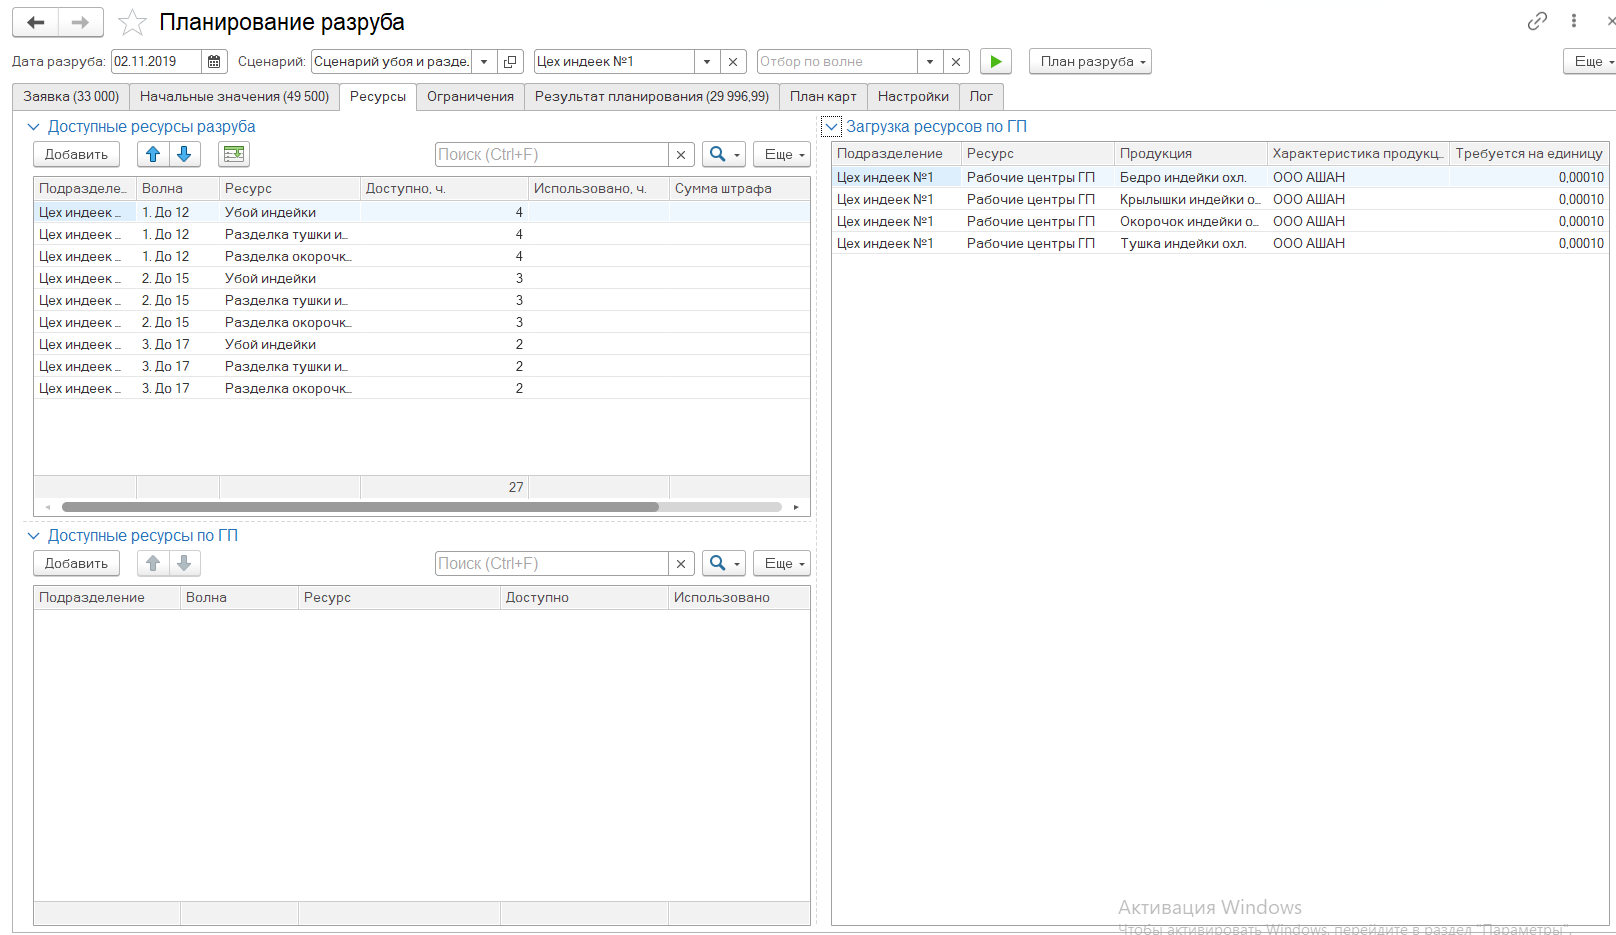 Планирование разруба
Дата разруба: 02.11.2019 Сценарий: Сценарий убоя и разде. Цех индеек №1 Отбор по волне План разруба Еще
Заявка (33 000) Начальные значения (49 500) Ресурсы Ограничения Результат планирования (29 996,99) План карт Настройки Лог
Доступные ресурсы разруба
Добавить Поиск (Ctrl+F) Еще
Подразделе... Волна Ресурс Доступно, ч. Использовано, ч. Сумма штрафа
Цех индеек ... 1. До 12 Убой индейки 4
Цех индеек ... 1. До 12 Разделка тушки и... 4
Цех индеек ... 1. До 12 Разделка окорочк... 4
Цех индеек ... 2. До 15 Убой индейки 3
Цех индеек ... 2. До 15 Разделка тушки и... 3
Цех индеек ... 2. До 15 Разделка окорочк... 3
Цех индеек ... 3. До 17 Убой индейки 2
Цех индеек ... 3. До 17 Разделка тушки и... 2
Цех индеек ... 3. До 17 Разделка окорочк... 2
27
Доступные ресурсы по ГП
Добавить Поиск (Ctrl+F) Еще
Подразделение Волна Ресурс Доступно Использовано
Загрузка ресурсов по ГП
Подразделение Ресурс Продукция Характеристика продукц... Требуется на единицу
Цех индеек №1 Рабочие центры ГП Бедро индейки охл. ООО АШАН 0,00010
Цех индеек №1 Рабочие центры ГП Крылышки индейки о... ООО АШАН 0,00010
Цех индеек №1 Рабочие центры ГП Окорочок индейки о... ООО АШАН 0,00010
Цех индеек №1 Рабочие центры ГП Тушка индейки охл. ООО АШАН 0,00010
Активация Windows
Чтобы активировать Windows, перейдите в раздел "Параметры".